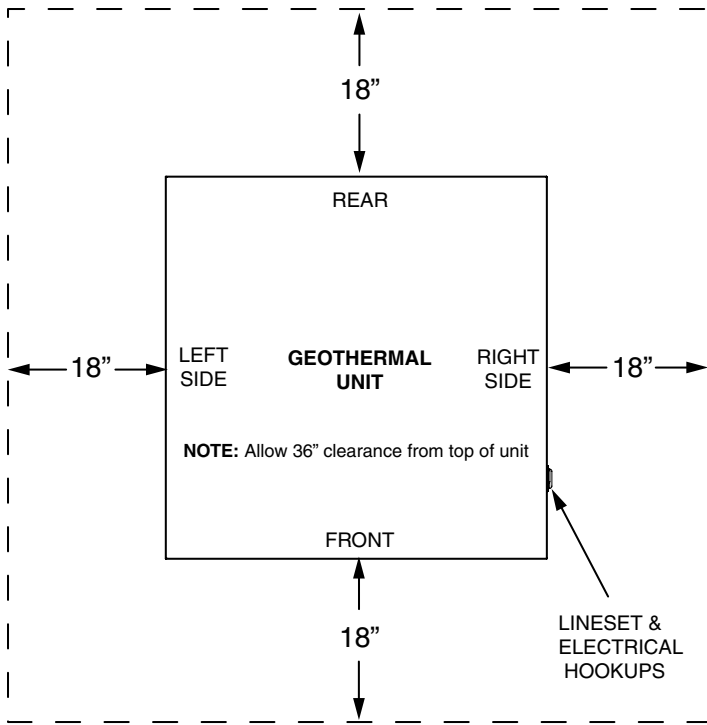 18”
REAR
18”
LEFT
SIDE
GEOTHERMAL
UNIT
RIGHT
SIDE
18”
NOTE: Allow 36” clearance from top of unit
FRONT
18”
LINESET &
ELECTRICAL
HOOKUPS